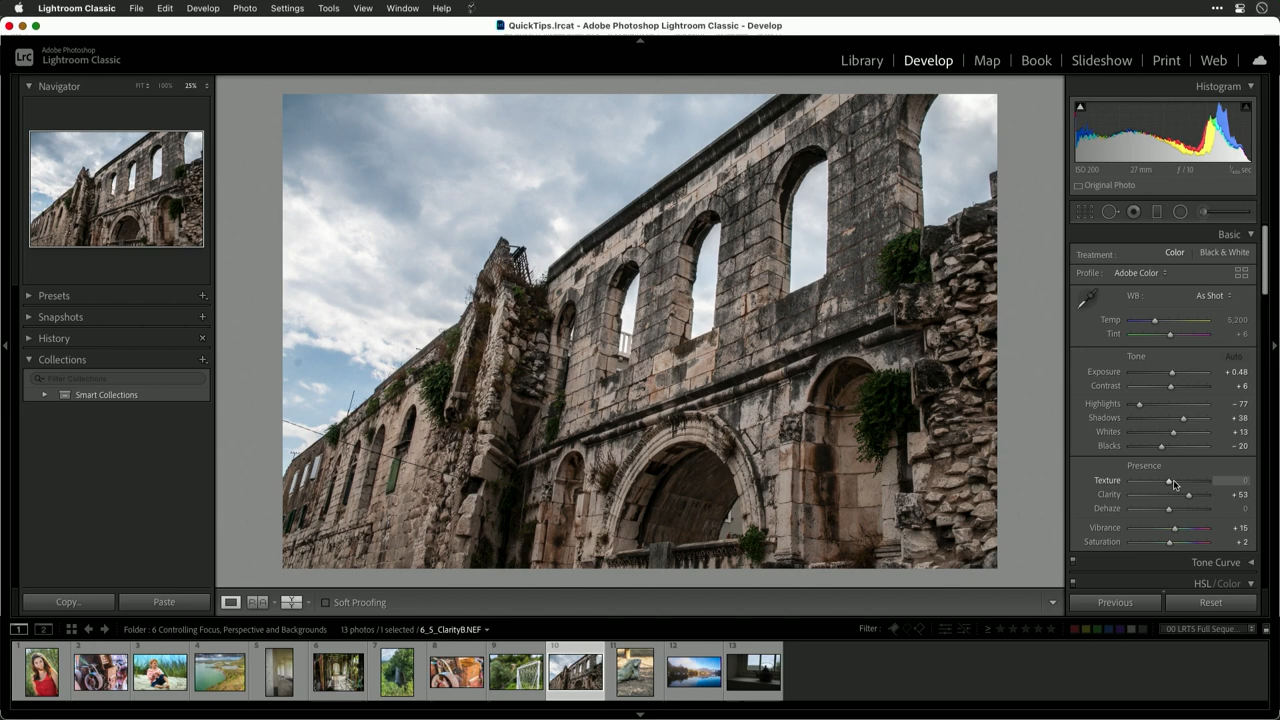 Lightroom Classic File Edit Develop Photo Settings Tools View Window Help
QuickTips.lrcat - Adobe Photoshop Lightroom Classic - Develop
Lrc Adobe Photoshop
Lightroom Classic
Library | Develop | Map | Book | Slideshow | Print | Web
Navigator FIT 100% 25%
Presets
Snapshots
History
Collections
Filter Collections
Smart Collections
Copy... Paste
Soft Proofing
Histogram
ISO 200 27 mm f / 10 sec
Original Photo
Basic
Treatment : Color Black & White
Profile : Adobe Color
WB : As Shot
Temp 5,200
Tint + 6
Tone Auto
Exposure + 0.48
Contrast + 6
Highlights - 77
Shadows + 38
Whites + 13
Blacks - 20
Presence
Texture 0
Clarity + 53
Dehaze 0
Vibrance + 15
Saturation + 2
Tone Curve
HSL / Color
Previous Reset
1 2 Folder : 6 Controlling Focus, Perspective and Backgrounds 13 photos / 1 selected / 6_5_ClarityB.NEF Filter : ≥ 00 LRTS Full Seque...
1 2 3 4 5 6 7 8 9 10 11 12 13